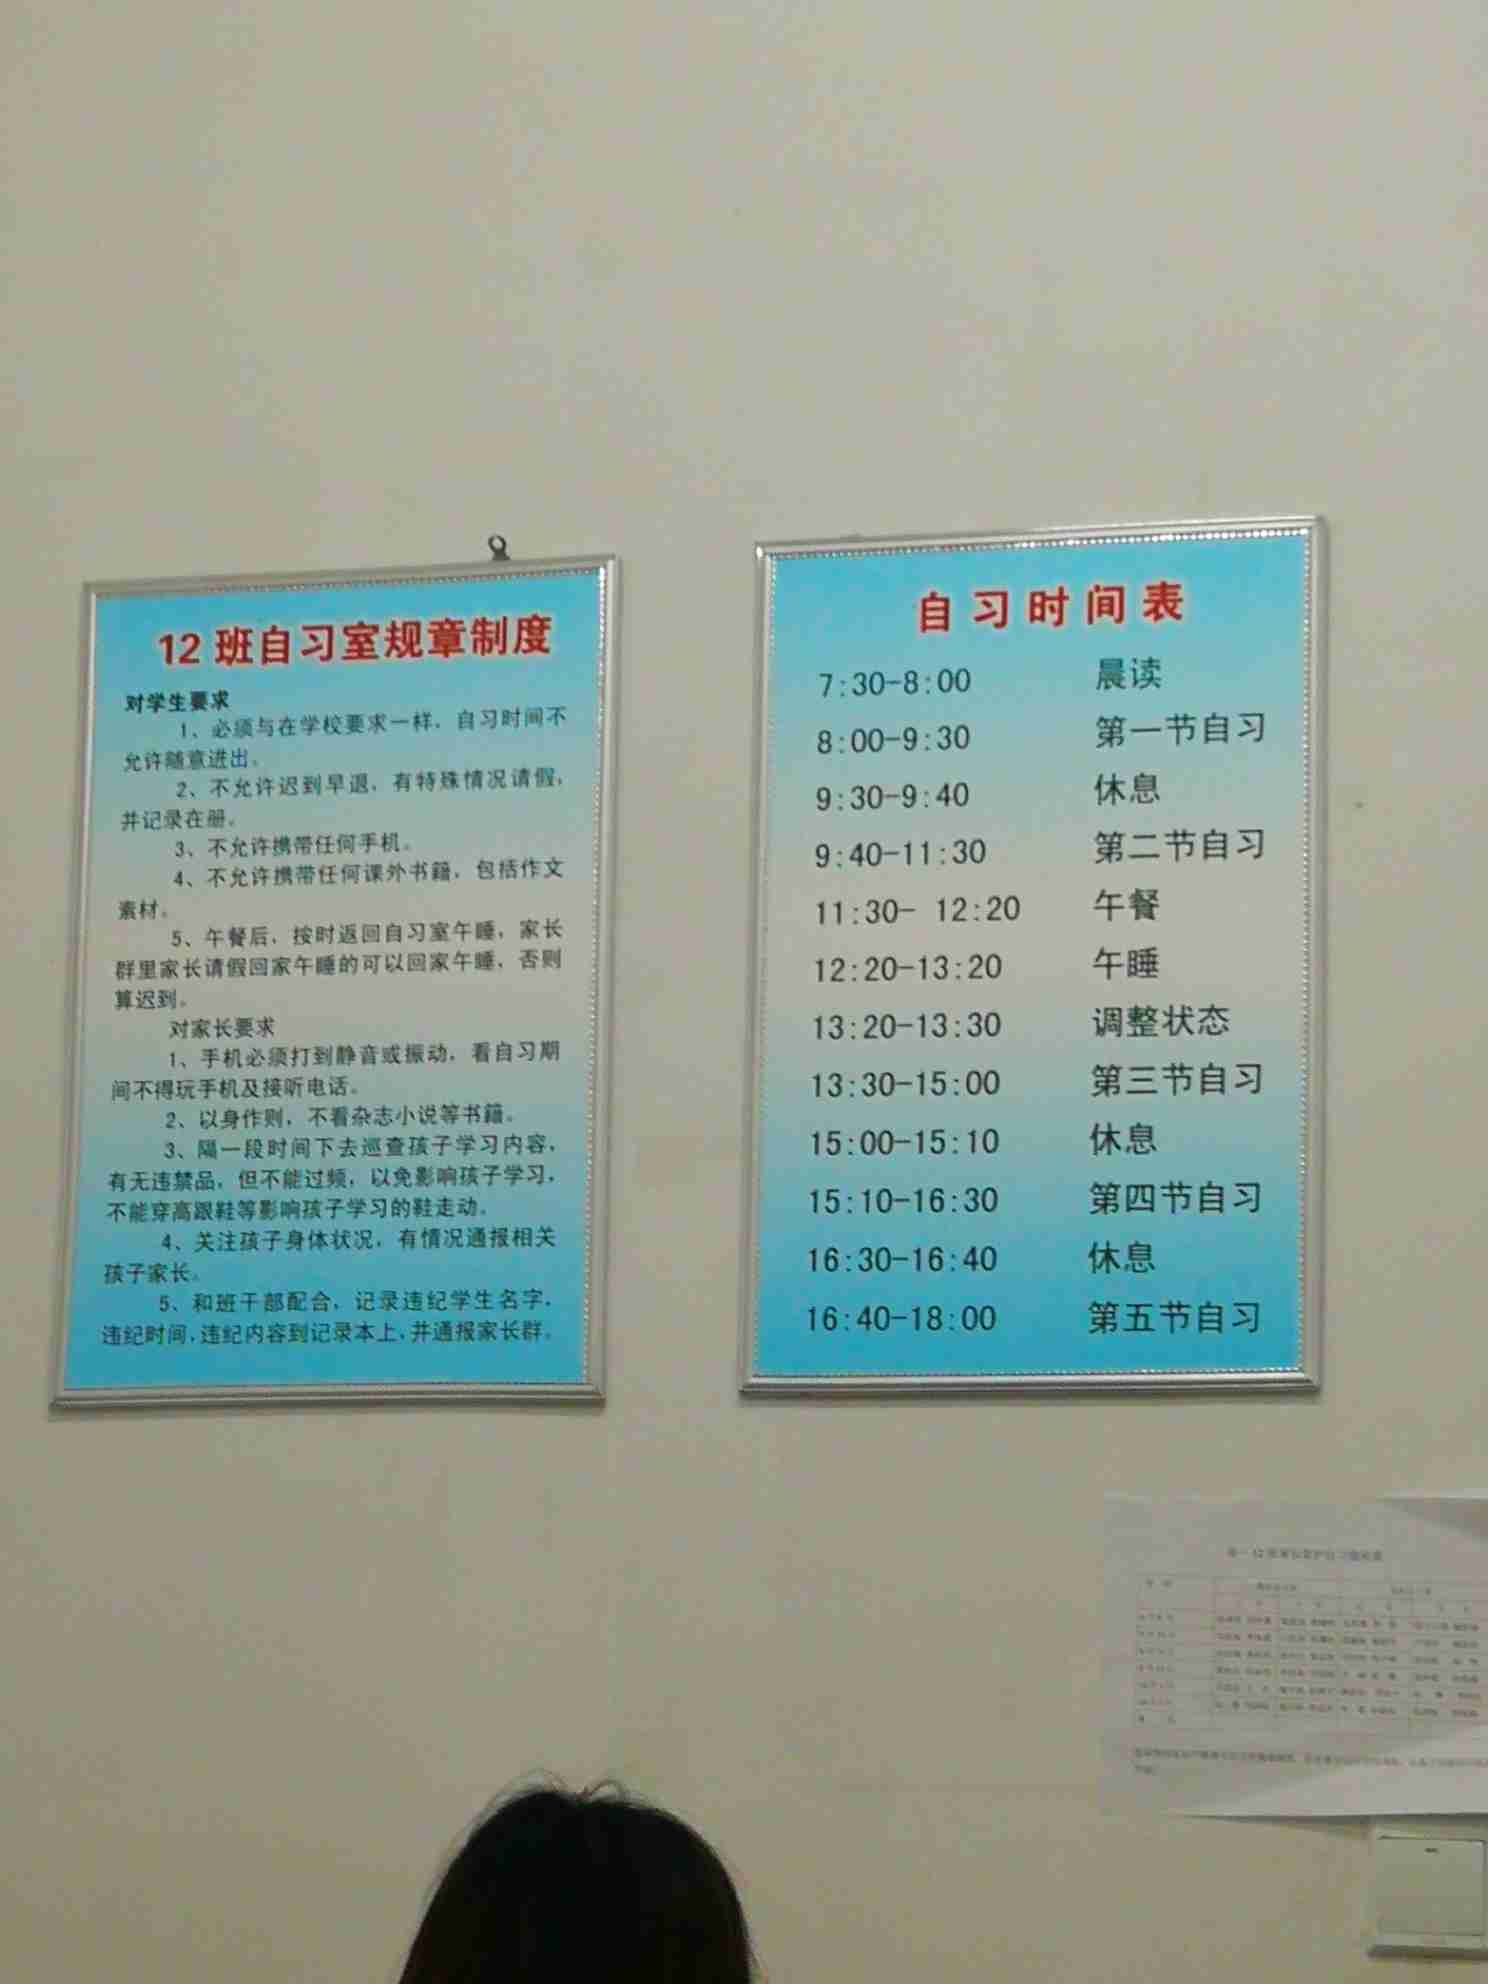 12班自习室规章制度
对学生要求
1、必须与在学校要求一样，自习时间不
允许随意进出。
2、不允许迟到早退，有特殊情况请假，
并记录在册。
3、不允许携带任何手机。
4、不允许携带任何课外书籍，包括作文
素材。
5、午餐后，按时返回自习室午睡，家长
群里家长请假回家午睡的可以回家午睡，否则
算迟到。
对家长要求
1、手机必须打到静音或振动，看自习期
间不得玩手机及接听电话。
2、以身作则，不看杂志小说等书籍。
3、隔一段时间下去巡查孩子学习内容，
有无违禁品，但不能过频，以免影响孩子学习，
不能穿高跟鞋等影响孩子学习的鞋走动。
4、关注孩子身体状况，有情况通报相关
孩子家长。
5、和班干部配合，记录违纪学生名字，
违纪时间，违纪内容到记录本上，并通报家长群。
自习时间表
7:30-8:00 晨读
8:00-9:30 第一节自习
9:30-9:40 休息
9:40-11:30 第二节自习
11:30- 12:20 午餐
12:20-13:20 午睡
13:20-13:30 调整状态
13:30-15:00 第三节自习
15:00-15:10 休息
15:10-16:30 第四节自习
16:30-16:40 休息
16:40-18:00 第五节自习